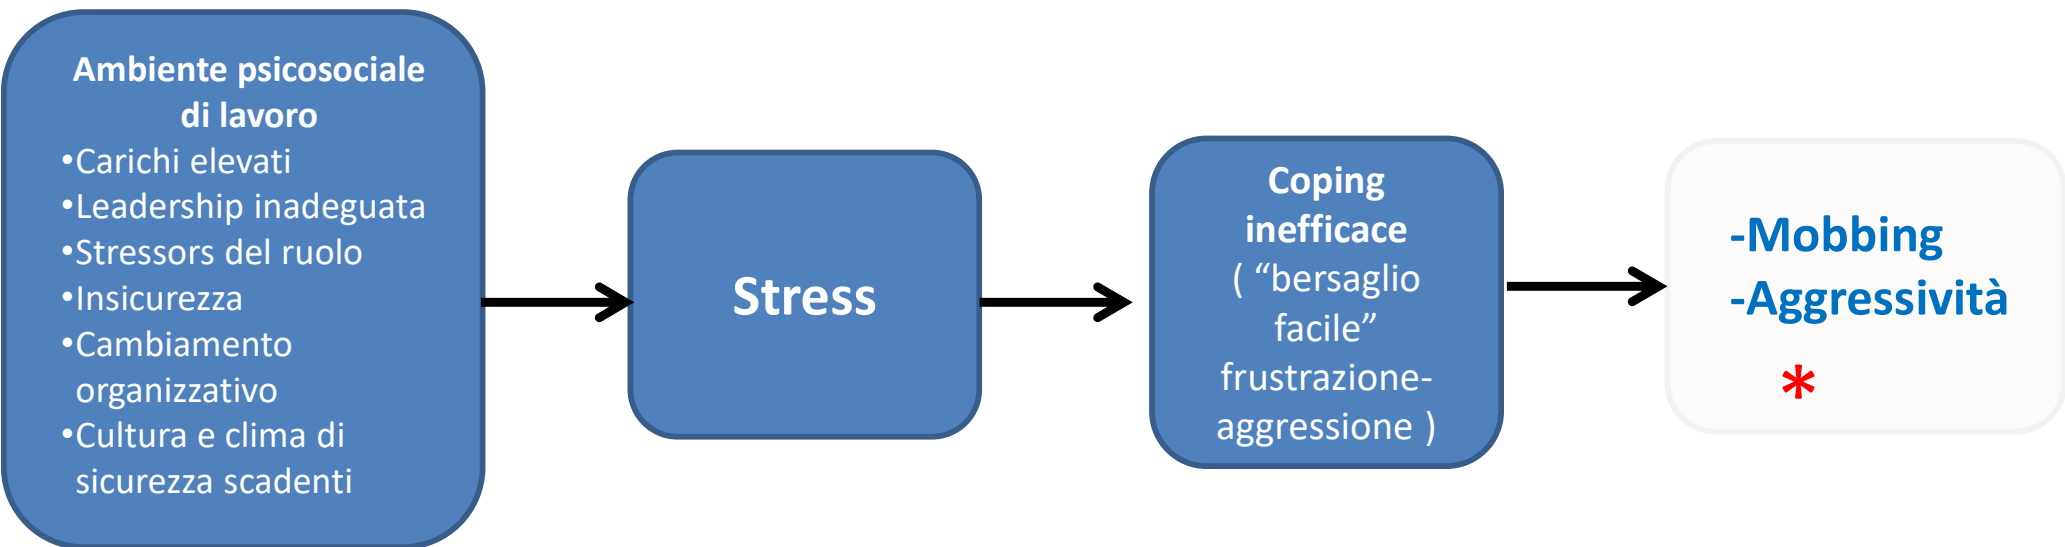 Ambiente psicosociale
di lavoro
•Carichi elevati
•Leadership inadeguata
•Stressors del ruolo
•Insicurezza
•Cambiamento
organizzativo
•Cultura e clima di
sicurezza scadenti
Stress
Coping
inefficace
( “bersaglio
facile”
frustrazione-
aggressione )
-Mobbing
-Aggressività
*